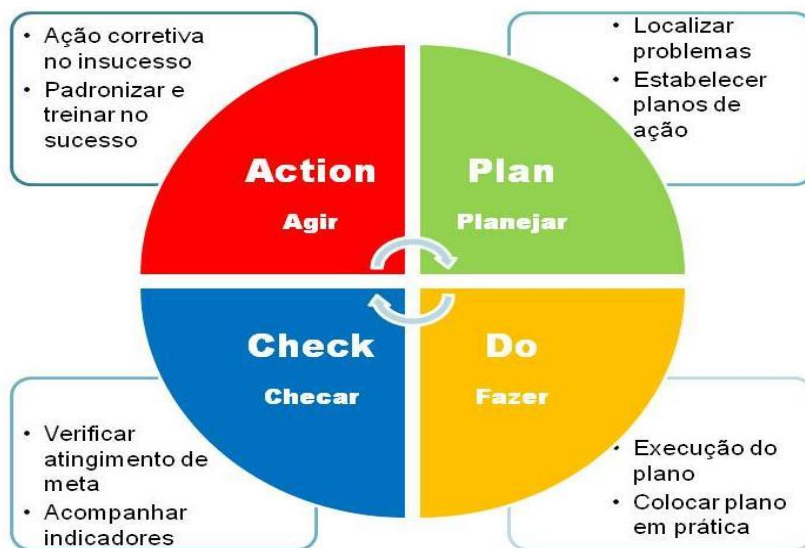 • Ação corretiva
no insucesso
• Padronizar e
treinar no
sucesso
• Localizar
problemas
• Estabelecer
planos de
ação
Action
Agir
Plan
Planejar
Check
Checar
Do
Fazer
• Verificar
atingimento de
meta
• Acompanhar
indicadores
• Execução do
plano
• Colocar plano
em prática